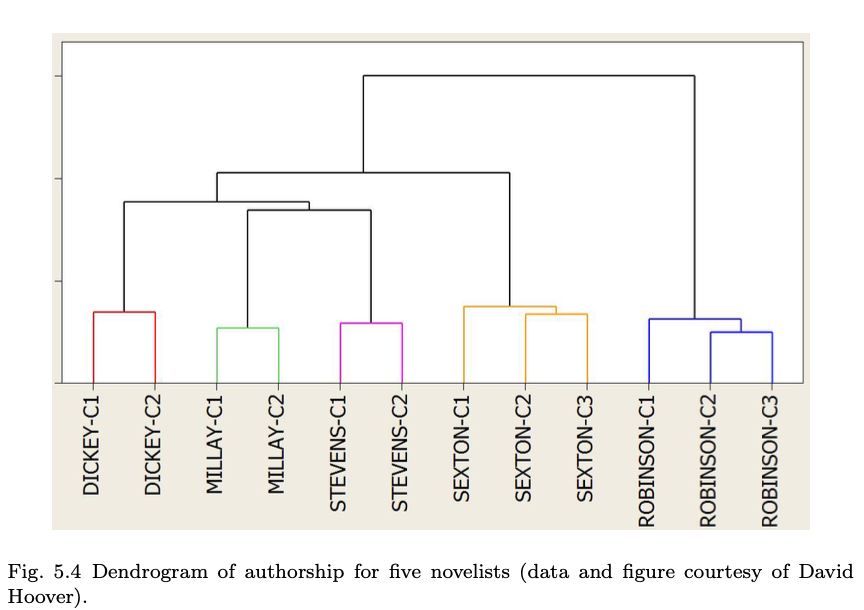 DICKEY-C1
DICKEY-C2
MILLAY-C1
MILLAY-C2
STEVENS-C1
STEVENS-C2
SEXTON-C1
SEXTON-C2
SEXTON-C3
ROBINSON-C1
ROBINSON-C2
ROBINSON-C3
Fig. 5.4 Dendrogram of authorship for five novelists (data and figure courtesy of David
Hoover).